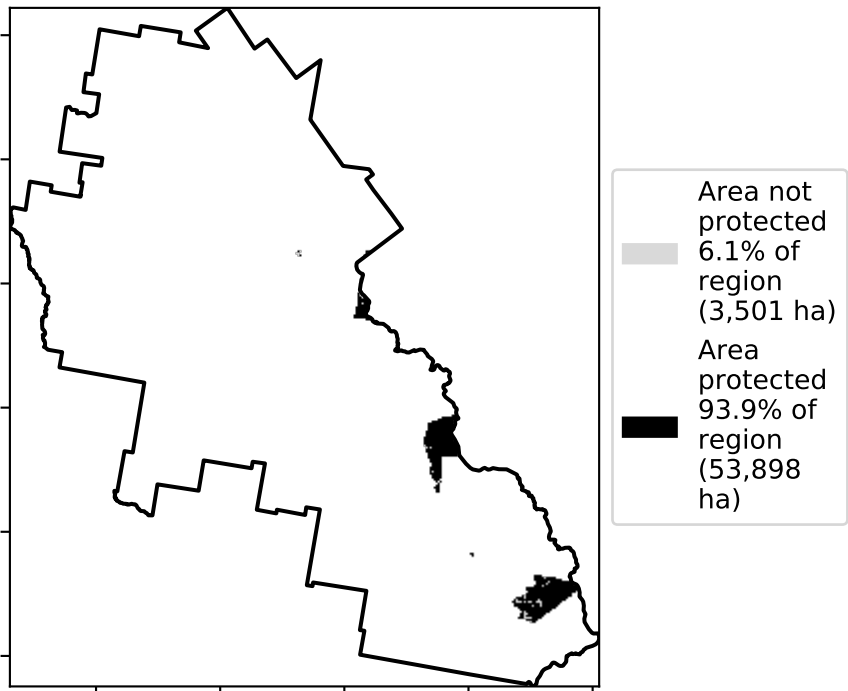 Area not
protected
6.1% of
region
(3,501 ha)
Area
protected
93.9% of
region
(53,898
ha)